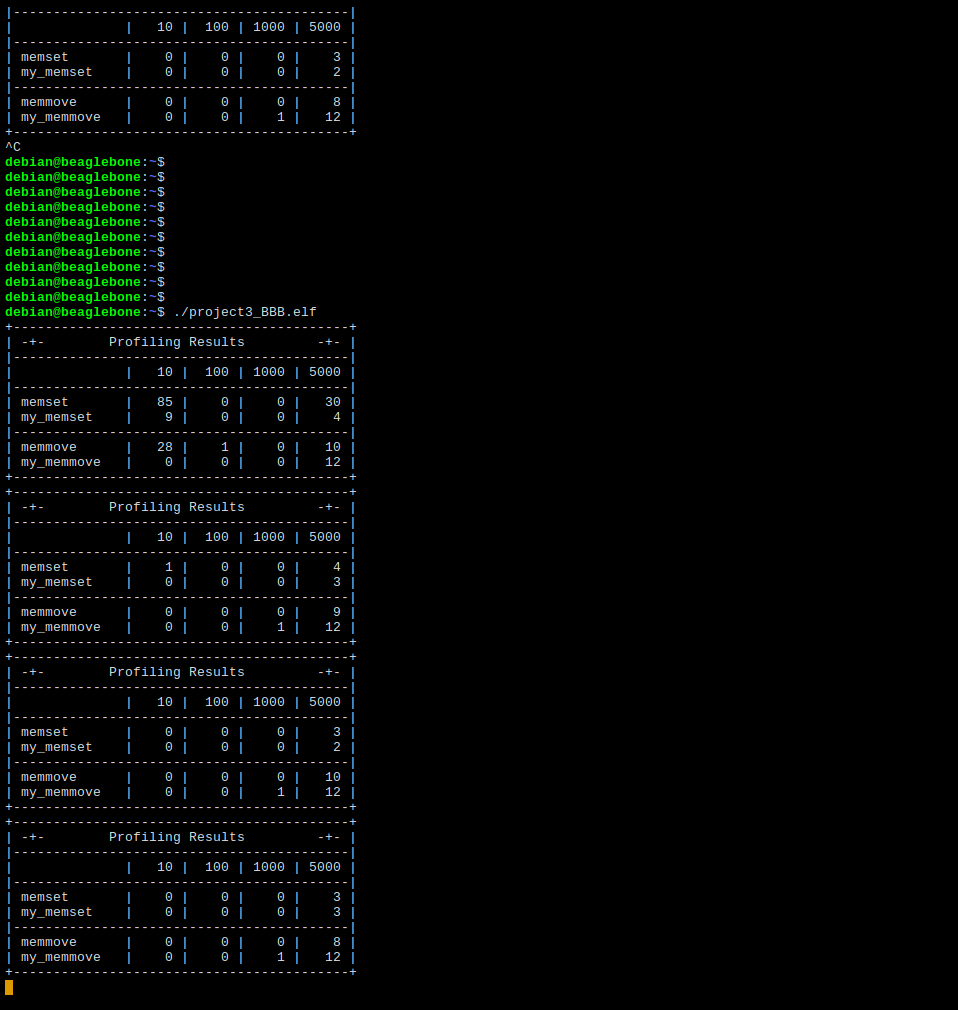 |------------------------------------------|
|              |   10 |  100 | 1000 | 5000 |
|------------------------------------------|
| memset       |    0 |    0 |    0 |    3 |
| my_memset    |    0 |    0 |    0 |    2 |
|------------------------------------------|
| memmove      |    0 |    0 |    0 |    8 |
| my_memmove   |    0 |    0 |    1 |   12 |
+------------------------------------------+
^C
debian@beaglebone:~$
debian@beaglebone:~$
debian@beaglebone:~$
debian@beaglebone:~$
debian@beaglebone:~$
debian@beaglebone:~$
debian@beaglebone:~$
debian@beaglebone:~$
debian@beaglebone:~$
debian@beaglebone:~$
debian@beaglebone:~$ ./project3_BBB.elf
+------------------------------------------+
| -+-        Profiling Results         -+- |
|------------------------------------------|
|              |   10 |  100 | 1000 | 5000 |
|------------------------------------------|
| memset       |   85 |    0 |    0 |   30 |
| my_memset    |    9 |    0 |    0 |    4 |
|------------------------------------------|
| memmove      |   28 |    1 |    0 |   10 |
| my_memmove   |    0 |    0 |    0 |   12 |
+------------------------------------------+
+------------------------------------------+
| -+-        Profiling Results         -+- |
|------------------------------------------|
|              |   10 |  100 | 1000 | 5000 |
|------------------------------------------|
| memset       |    1 |    0 |    0 |    4 |
| my_memset    |    0 |    0 |    0 |    3 |
|------------------------------------------|
| memmove      |    0 |    0 |    0 |    9 |
| my_memmove   |    0 |    0 |    1 |   12 |
+------------------------------------------+
+------------------------------------------+
| -+-        Profiling Results         -+- |
|------------------------------------------|
|              |   10 |  100 | 1000 | 5000 |
|------------------------------------------|
| memset       |    0 |    0 |    0 |    3 |
| my_memset    |    0 |    0 |    0 |    2 |
|------------------------------------------|
| memmove      |    0 |    0 |    0 |   10 |
| my_memmove   |    0 |    0 |    1 |   12 |
+------------------------------------------+
+------------------------------------------+
| -+-        Profiling Results         -+- |
|------------------------------------------|
|              |   10 |  100 | 1000 | 5000 |
|------------------------------------------|
| memset       |    0 |    0 |    0 |    3 |
| my_memset    |    0 |    0 |    0 |    3 |
|------------------------------------------|
| memmove      |    0 |    0 |    0 |    8 |
| my_memmove   |    0 |    0 |    1 |   12 |
+------------------------------------------+